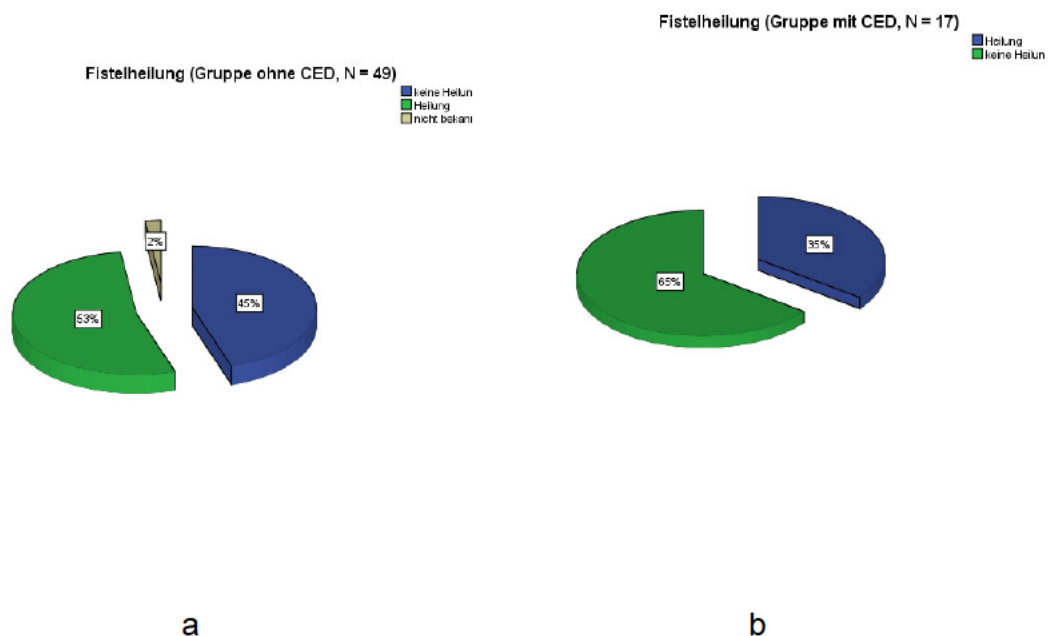 Fistelheilung (Gruppe ohne CED, N = 49)
keine Heilun
Heilung
nicht bekani
2%
45%
53%
a
Fistelheilung (Gruppe mit CED, N = 17)
Heilung
keine Heilun
35%
65%
b